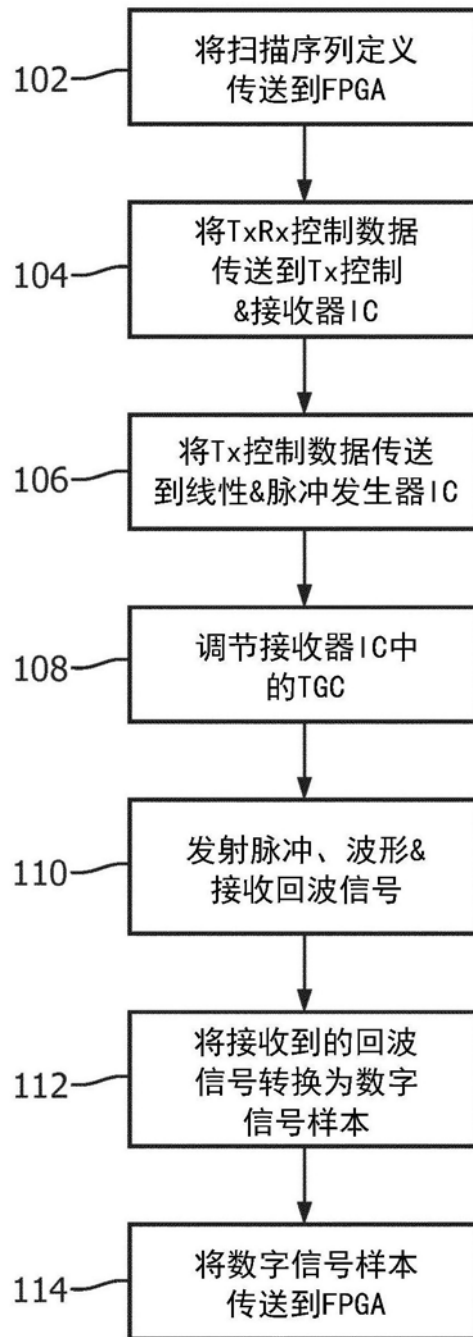 102
将扫描序列定义
传送到FPGA
104
将TxRx控制数据
传送到Tx控制
&接收器IC
106
将Tx控制数据传送
到线性&脉冲发生器IC
108
调节接收器IC中
的TGC
110
发射脉冲、波形&
接收回波信号
112
将接收到的回波
信号转换为数字
信号样本
114
将数字信号样本
传送到FPGA